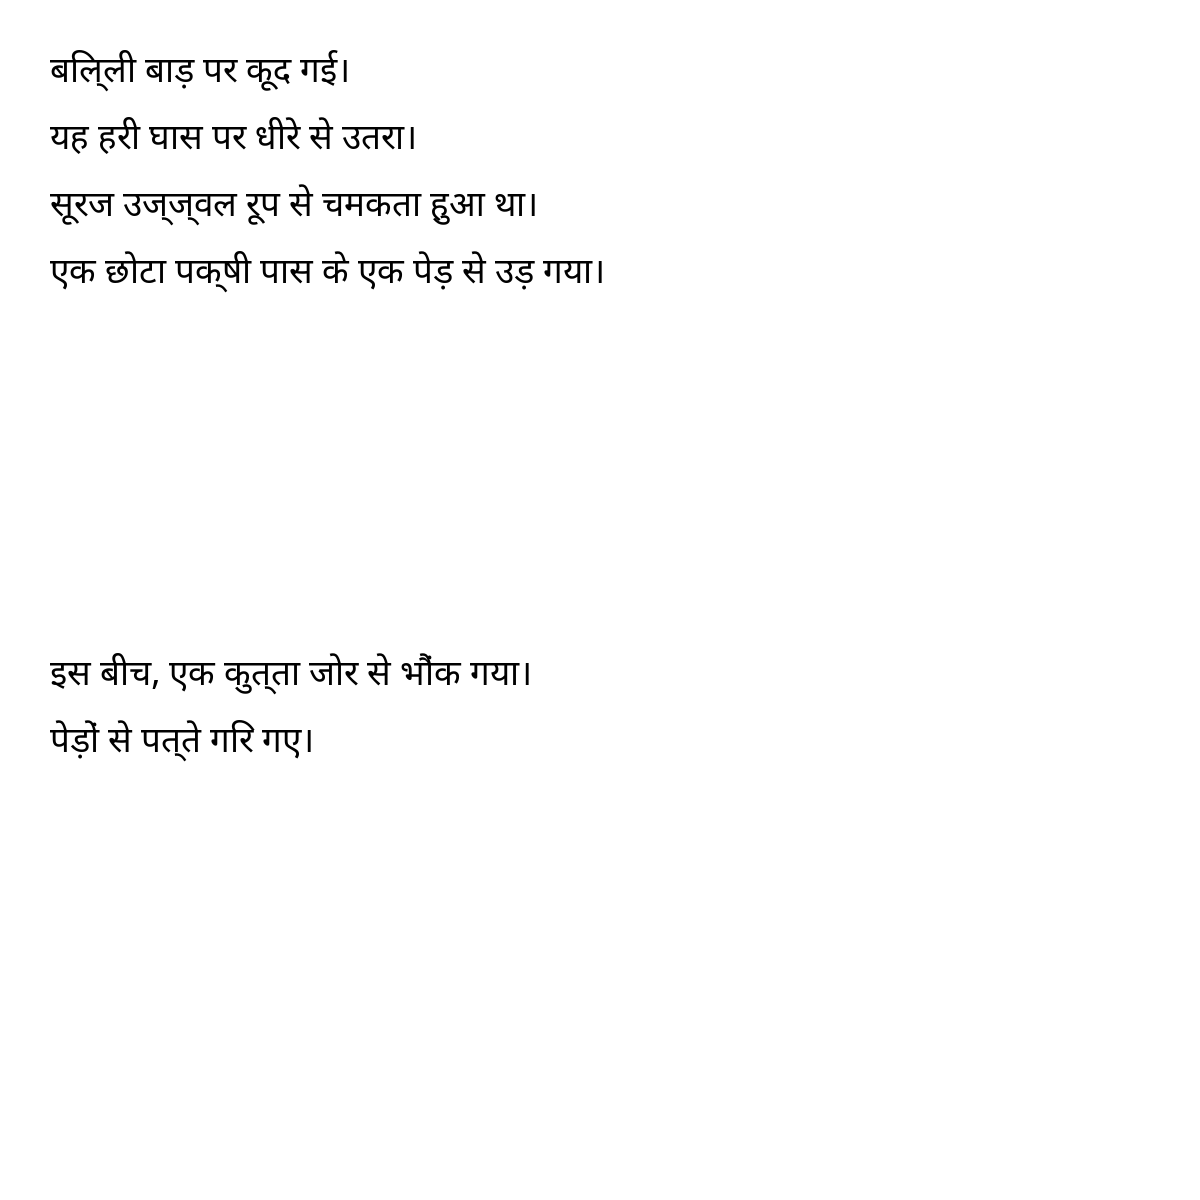 बिल्ली बाड़ पर कूद गई।
यह हरी घास पर धीरे से उतरा।
सूरज उज्ज्वल रूप से चमकता हुआ था।
एक छोटा पक्षी पास के एक पेड़ से उड़ गया।
इस बीच, एक कुत्ता जोर से भौंक गया।
पेड़ों से पत्ते गिर गए।